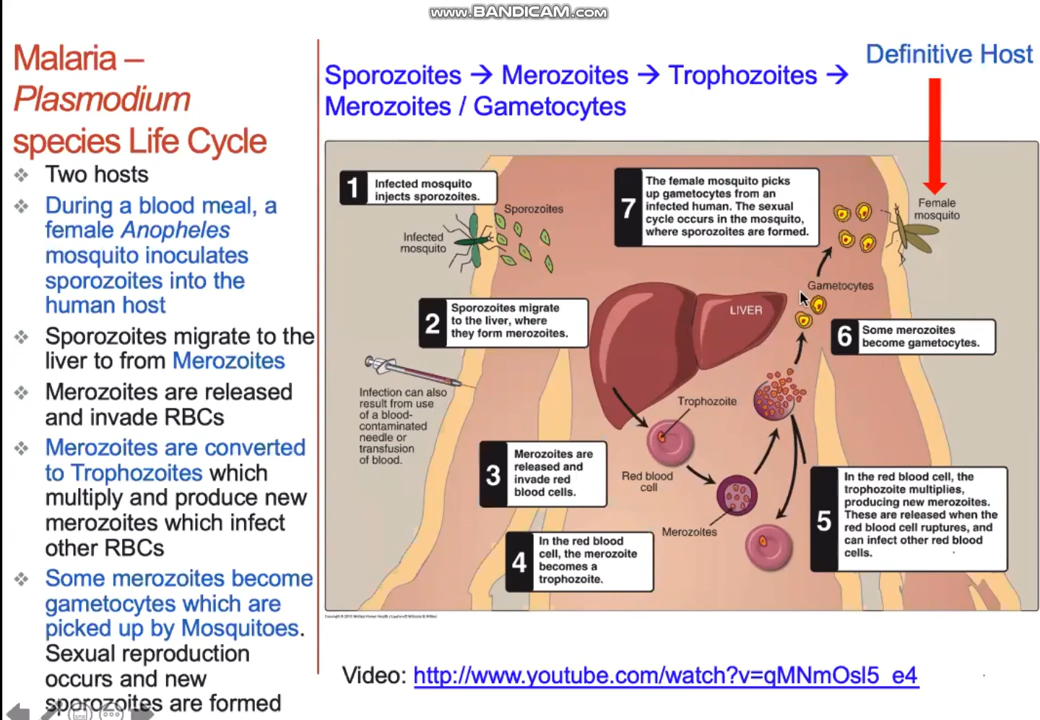 www.BANDICAM.com
Malaria –
Plasmodium
species Life Cycle
❖ Two hosts
❖ During a blood meal, a
female Anopheles
mosquito inoculates
sporozoites into the
human host
❖ Sporozoites migrate to the
liver to from Merozoites
❖ Merozoites are released
and invade RBCs
❖ Merozoites are converted
to Trophozoites which
multiply and produce new
merozoites which infect
other RBCs
❖ Some merozoites become
gametocytes which are
picked up by Mosquitoes.
Sexual reproduction
occurs and new
sporozoites are formed
Sporozoites → Merozoites → Trophozoites →
Merozoites / Gametocytes
Definitive Host
1 Infected mosquito
injects sporozoites.
Sporozoites
Infected
mosquito
2 Sporozoites migrate
to the liver, where
they form merozoites.
Infection can also
result from use
of a blood-
contaminated
needle or
transfusion
of blood.
LIVER
Trophozoite
3 Merozoites are
released and
invade red
blood cells.
Red blood
cell
Merozoites
4 In the red blood
cell, the merozoite
becomes a
trophozoite.
5 In the red blood cell, the
trophozoite multiplies,
producing new merozoites.
These are released when the
red blood cell ruptures, and
can infect other red blood
cells.
6 Some merozoites
become gametocytes.
Gametocytes
7 The female mosquito picks
up gametocytes from an
infected human. The sexual
cycle occurs in the mosquito,
where sporozoites are formed.
Female
mosquito
Video: http://www.youtube.com/watch?v=qMNmOsl5_e4